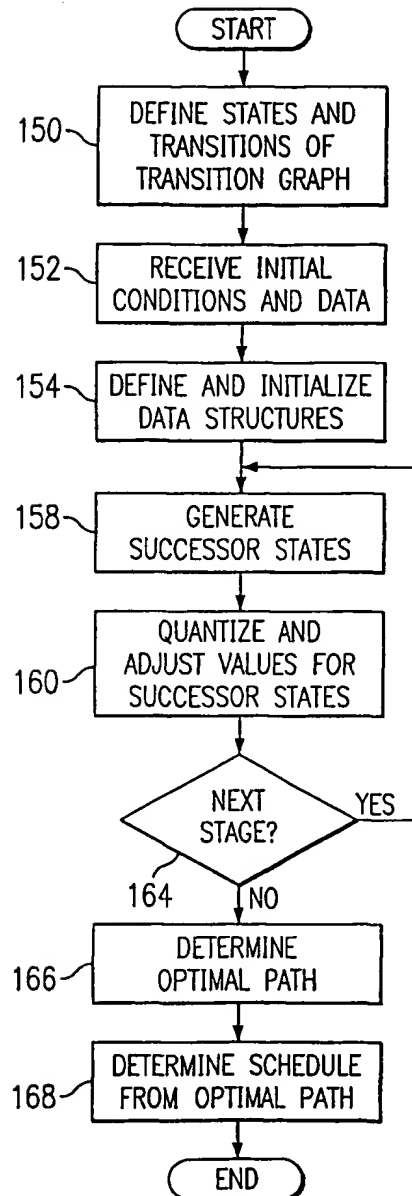 START
150
DEFINE STATES AND
TRANSITIONS OF
TRANSITION GRAPH
152
RECEIVE INITIAL
CONDITIONS AND DATA
154
DEFINE AND INITIALIZE
DATA STRUCTURES
158
GENERATE
SUCCESSOR STATES
160
QUANTIZE AND
ADJUST VALUES FOR
SUCCESSOR STATES
NEXT
STAGE?
YES
164
NO
166
DETERMINE
OPTIMAL PATH
168
DETERMINE SCHEDULE
FROM OPTIMAL PATH
END